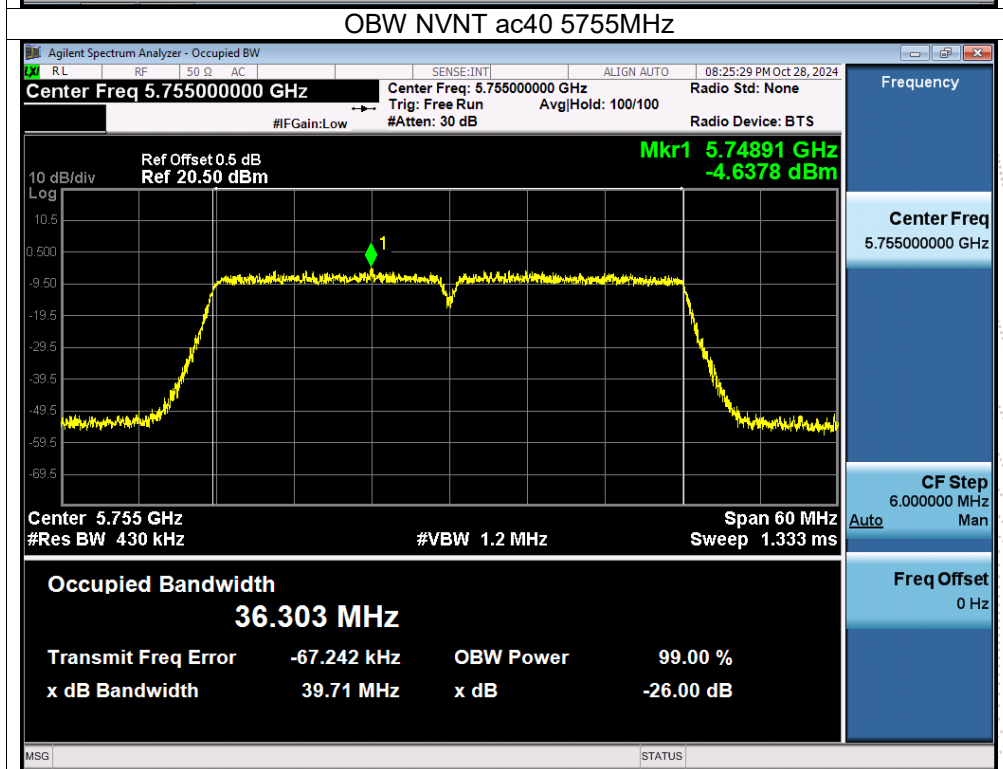 OBW NVNT ac40 5755MHz
Agilent Spectrum Analyzer - Occupied BW
LXI RL RF 50 Ω AC SENSE:INT ALIGN AUTO 08:25:29 PM Oct 28, 2024
Center Freq 5.755000000 GHz
Center Freq: 5.755000000 GHz Radio Std: None
Trig: Free Run Avg|Hold: 100/100
#IFGain:Low #Atten: 30 dB Radio Device: BTS
Frequency
Mkr1 5.74891 GHz
-4.6378 dBm
Ref Offset 0.5 dB
10 dB/div Ref 20.50 dBm
Log
10.5
0.500
-9.50
-19.5
-29.5
-39.5
-49.5
-59.5
-69.5
1
Center 5.755 GHz Span 60 MHz
#Res BW 430 kHz #VBW 1.2 MHz Sweep 1.333 ms
Center Freq
5.755000000 GHz
CF Step
6.000000 MHz
Auto Man
Freq Offset
0 Hz
Occupied Bandwidth
36.303 MHz
Transmit Freq Error -67.242 kHz OBW Power 99.00 %
x dB Bandwidth 39.71 MHz x dB -26.00 dB
MSG STATUS